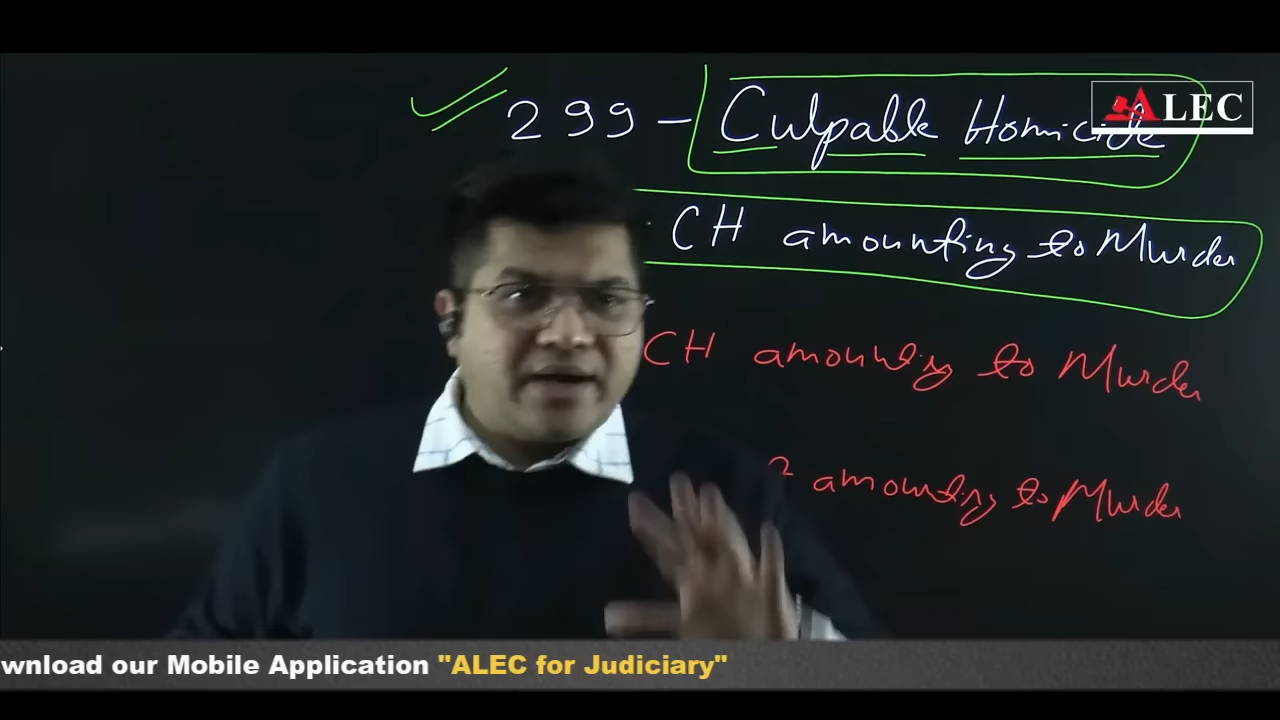 299 - Culpable Homicide
ALEC
CH amounting to Murder
CH amounting to Murder
amounting to Murder
wnload our Mobile Application "ALEC for Judiciary"